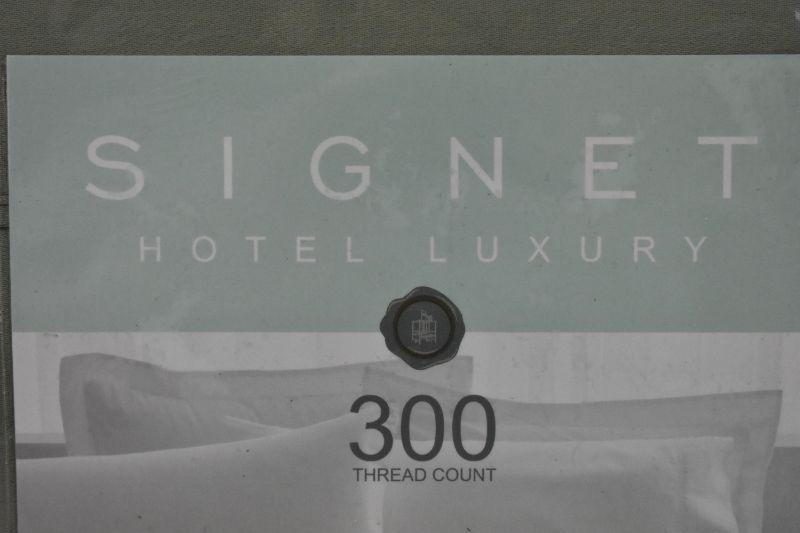 SIGNET
HOTEL LUXURY
300
THREAD COUNT